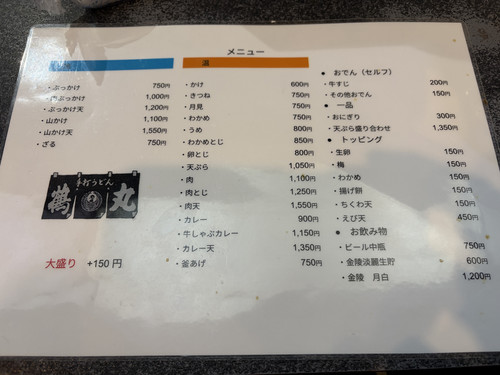 メニュー
・ぶっかけ 750円
ぶっかけ 1,000円
・ぶっかけ天 1,200円
・山かけ 1,100円
・山かけ天 1,550円
・ざる 750円
手打うどん
鶴丸
大盛り +150円
温
・かけ 600円
・きつね 750円
・月見 750円
・わかめ 750円
・うめ 800円
・わかめとじ 850円
・卵とじ 800円
・天ぷら 1,050円
・肉 1,100円
・肉とじ 1,250円
・肉天 1,550円
・カレー 900円
・牛しゃぶカレー 1,150円
・カレー天 1,350円
・釜あげ 750円
● おでん（セルフ）
・牛すじ 200円
・その他おでん 150円
● 一品
・おにぎり 300円
・天ぷら盛り合わせ 1,350円
● トッピング
・生卵 150円
・梅 150円
・わかめ 150円
・揚げ餅 150円
・ちくわ天 150円
・えび天 450円
● お飲み物
・ビール中瓶 750円
・金陵淡麗生貯 600円
・金陵 月白 1,200円